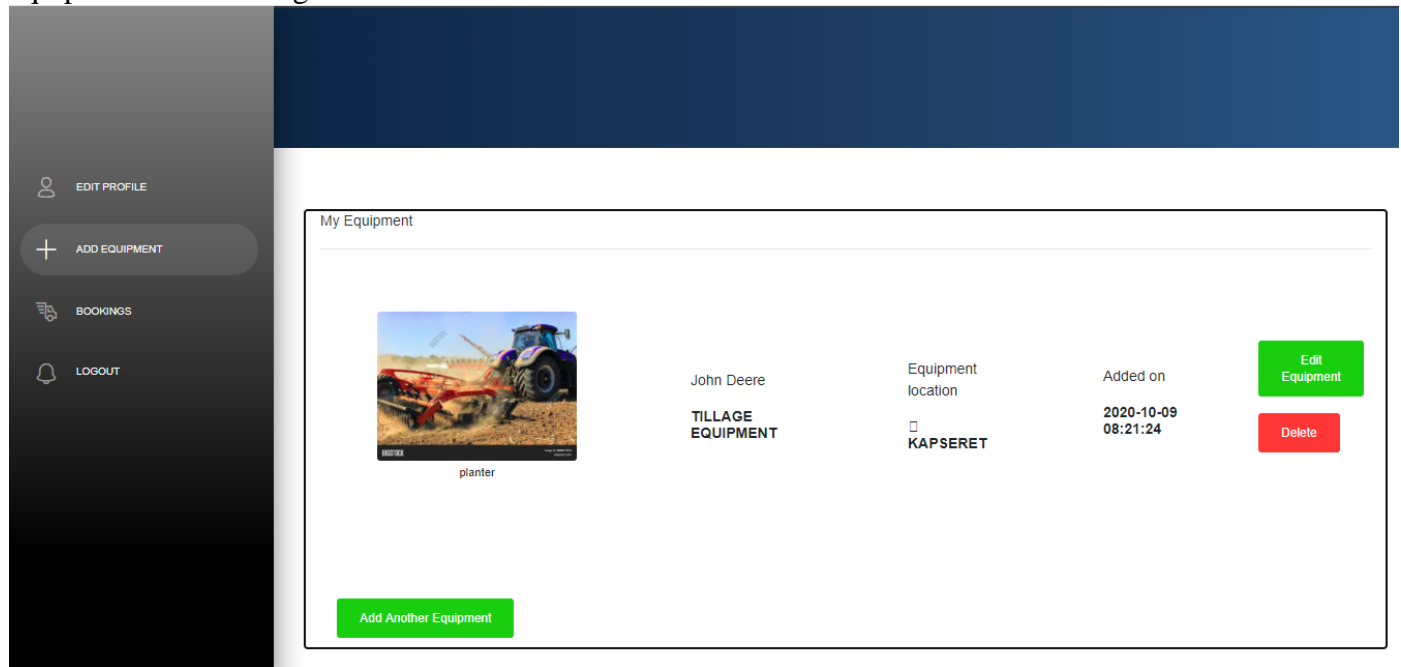 EDIT PROFILE
ADD EQUIPMENT
BOOKINGS
LOGOUT
My Equipment
planter
John Deere
TILLAGE
EQUIPMENT
Equipment
location
KAPSERET
Added on
2020-10-09
08:21:24
Edit
Equipment
Delete
Add Another Equipment